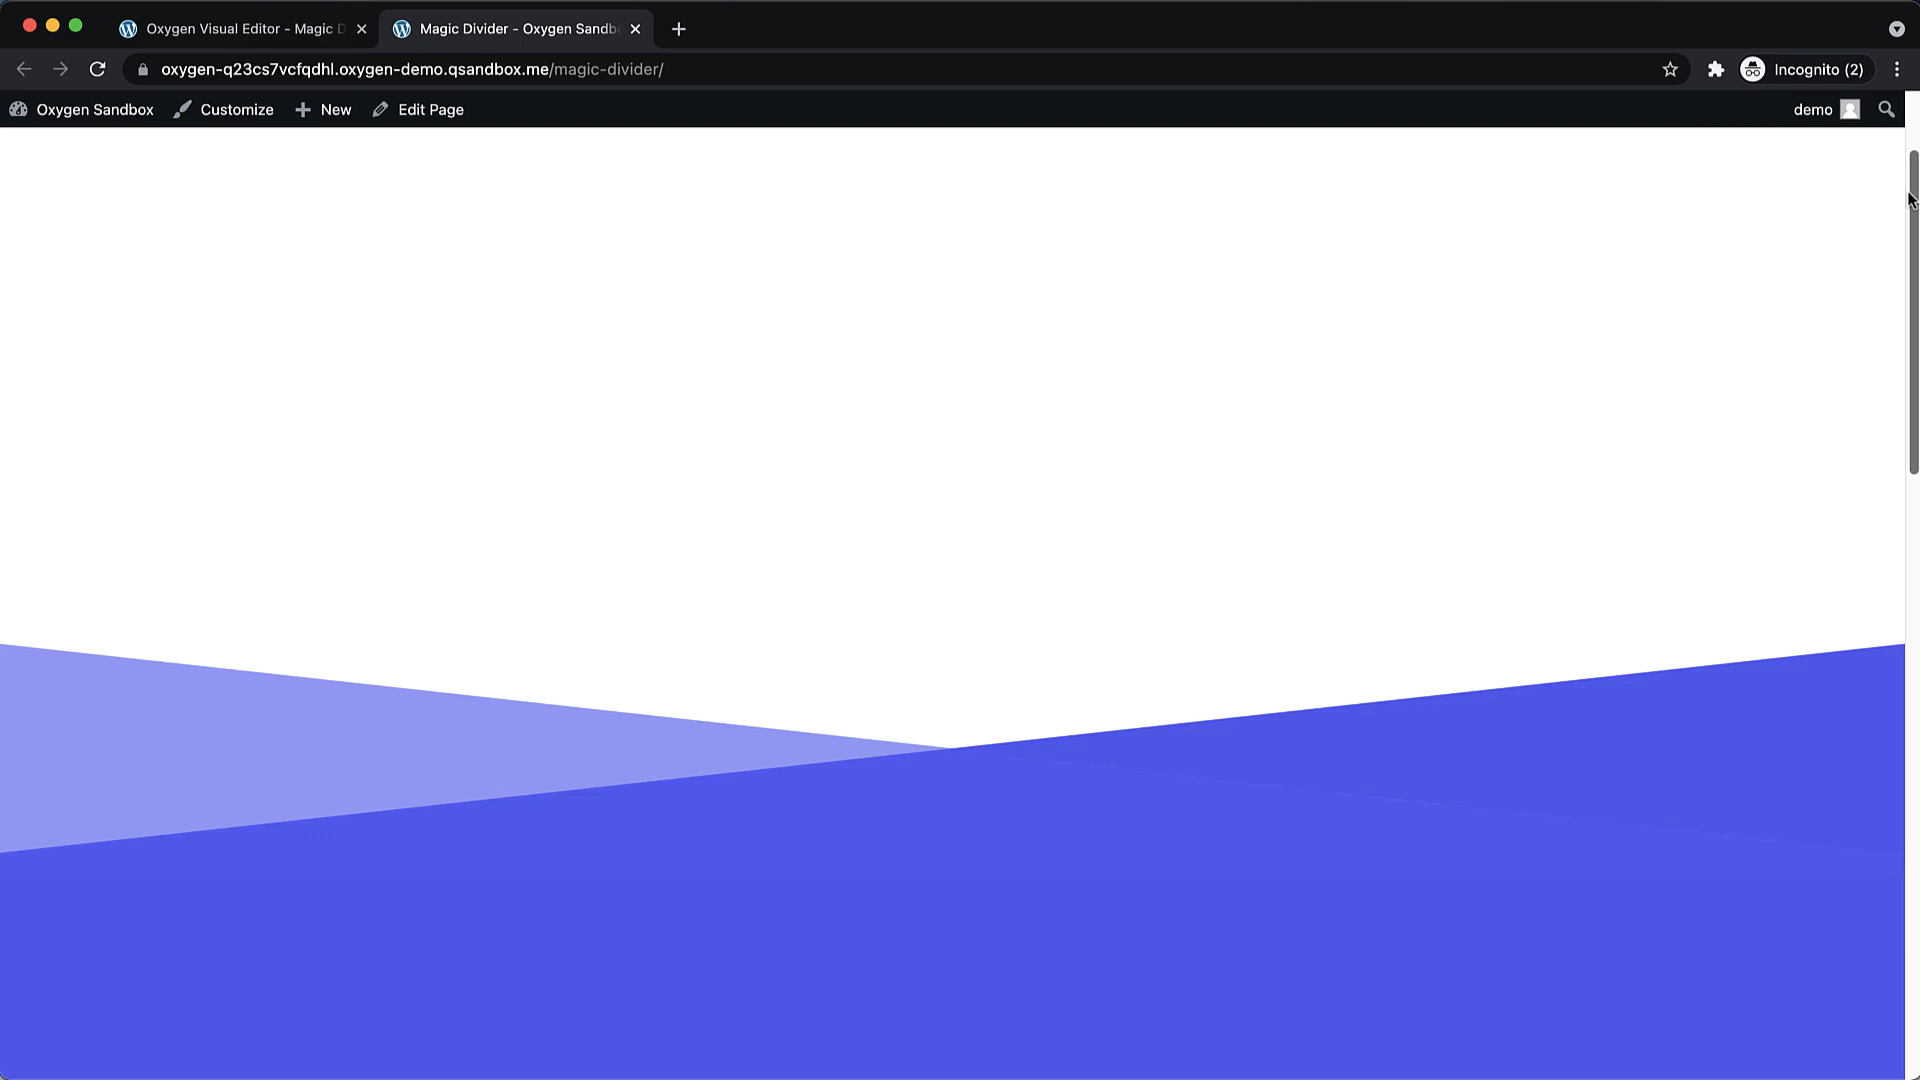 Oxygen Visual Editor - Magic D
Magic Divider - Oxygen Sandb
oxygen-q23cs7vcfqdhl.oxygen-demo.qsandbox.me/magic-divider/
Incognito (2)
Oxygen Sandbox
Customize
New
Edit Page
demo